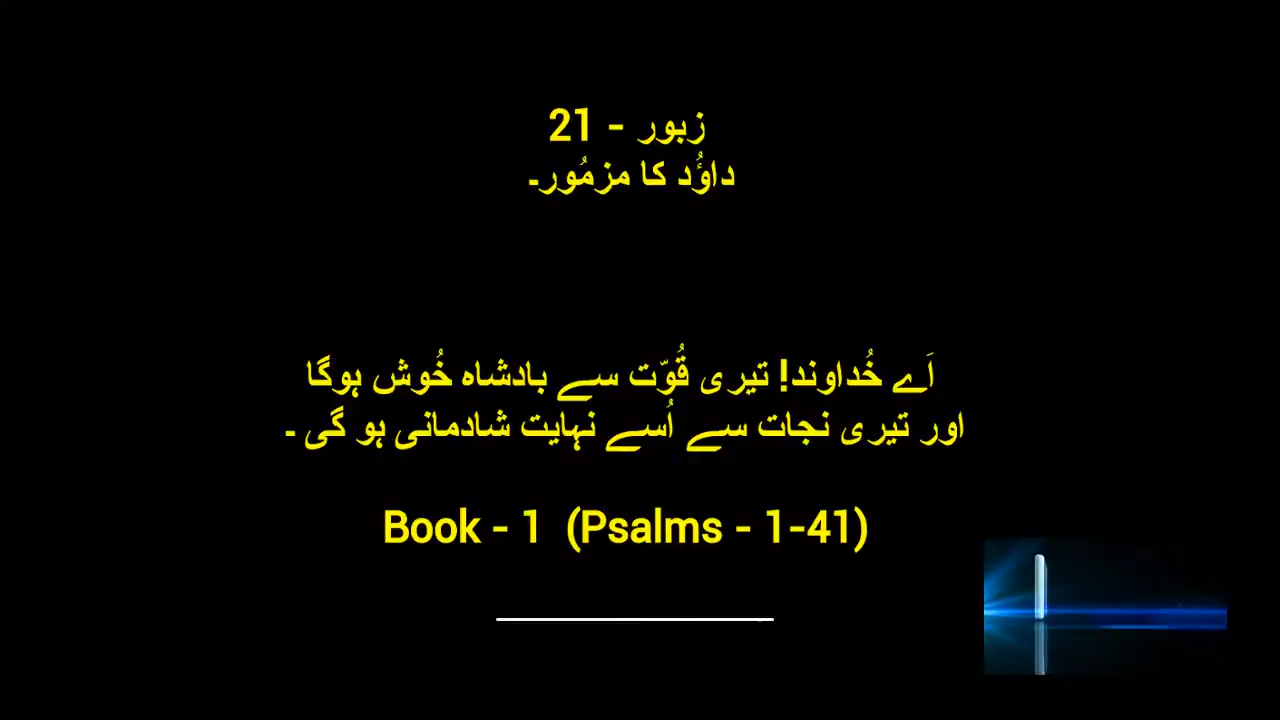 زبور - 21
داؤُد کا مزمُور۔
اَے خُداوند! تیری قُوّت سے بادشاہ خُوش ہوگا
اور تیری نجات سے اُسے نہایت شادمانی ہو گی ۔
Book - 1 (Psalms - 1-41)